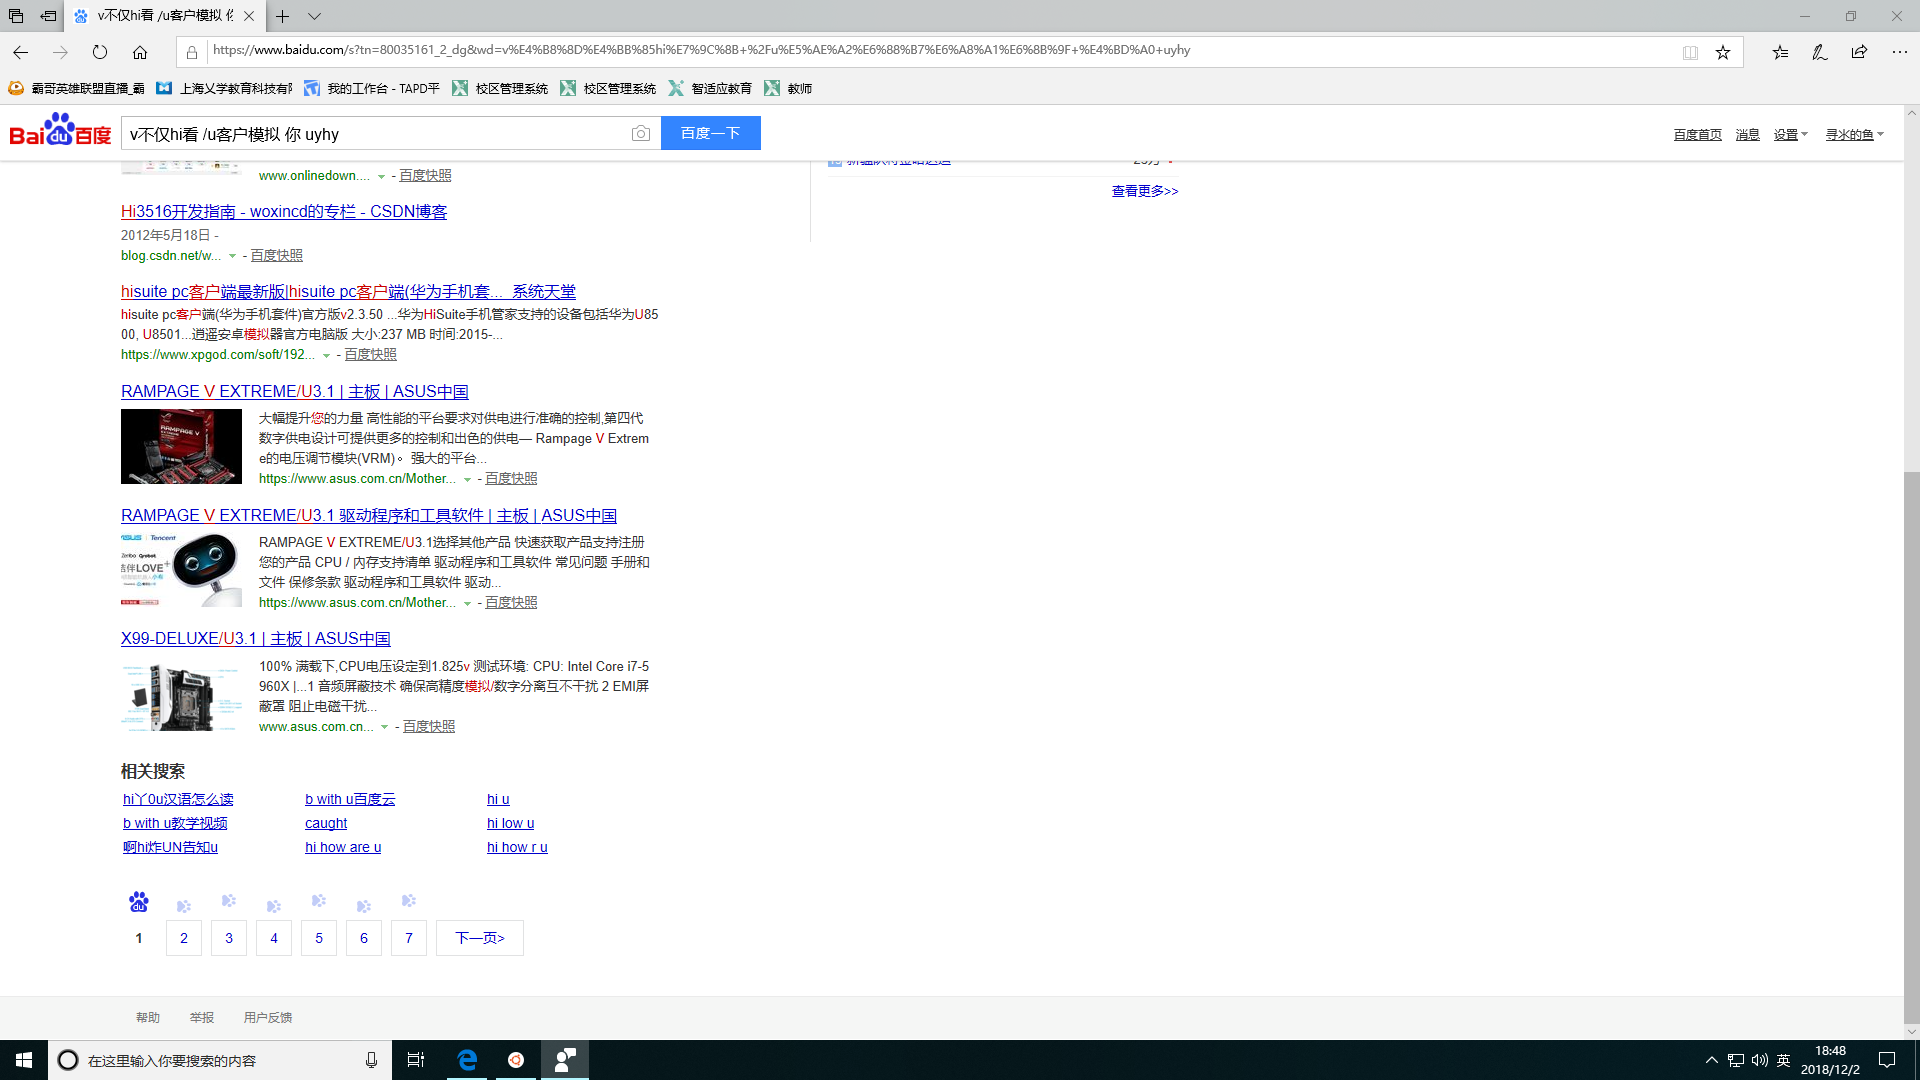 v不仅hi看 /u客户模拟 你
https://www.baidu.com/s?tn=80035161_2_dg&wd=v%E4%B8%8D%E4%BB%85hi%E7%9C%8B+%2Fu%E5%AE%A2%E6%88%B7%E6%A8%A1%E6%8B%9F+%E4%BD%A0+uyhy
霸哥英雄联盟直播_霸 上海乂学教育科技有限 我的工作台 - TAPD平 校区管理系统 校区管理系统 智适应教育 教师
Bai du 百度 v不仅hi看 /u客户模拟 你 uyhy 百度一下 百度首页 消息 设置 寻水的鱼
www.onlinedown.... - 百度快照
查看更多>>
Hi3516开发指南 - woxincd的专栏 - CSDN博客
2012年5月18日 -
blog.csdn.net/w... - 百度快照
hisuite pc客户端最新版|hisuite pc客户端(华为手机套... 系统天堂
hisuite pc客户端(华为手机套件)官方版v2.3.50 ...华为HiSuite手机管家支持的设备包括华为U85
00, U8501...逍遥安卓模拟器官方电脑版 大小:237 MB 时间:2015-...
https://www.xpgod.com/soft/192... - 百度快照
RAMPAGE V EXTREME/U3.1 | 主板 | ASUS中国
RAMPAGE V
大幅提升您的力量 高性能的平台要求对供电进行准确的控制,第四代
数字供电设计可提供更多的控制和出色的供电— Rampage V Extrem
e的电压调节模块(VRM)。 强大的平台...
https://www.asus.com.cn/Mother... - 百度快照
RAMPAGE V EXTREME/U3.1 驱动程序和工具软件 | 主板 | ASUS中国
Tencent
Zenbo Qrobot
结伴LOVE+
RAMPAGE V EXTREME/U3.1选择其他产品 快速获取产品支持注册
您的产品 CPU / 内存支持清单 驱动程序和工具软件 常见问题 手册和
文件 保修条款 驱动程序和工具软件 驱动...
https://www.asus.com.cn/Mother... - 百度快照
X99-DELUXE/U3.1 | 主板 | ASUS中国
100% 满载下,CPU电压设定到1.825v 测试环境: CPU: Intel Core i7-5
960X |...1 音频屏蔽技术 确保高精度模拟/数字分离互不干扰 2 EMI屏
蔽罩 阻止电磁干扰...
www.asus.com.cn... - 百度快照
相关搜索
hi丫0u汉语怎么读 b with u百度云 hi u
b with u教学视频 caught hi low u
啊hi炸UN告知u hi how are u hi how r u
1 2 3 4 5 6 7 下一页>
帮助 举报 用户反馈
在这里输入你要搜索的内容 英 18:48
2018/12/2